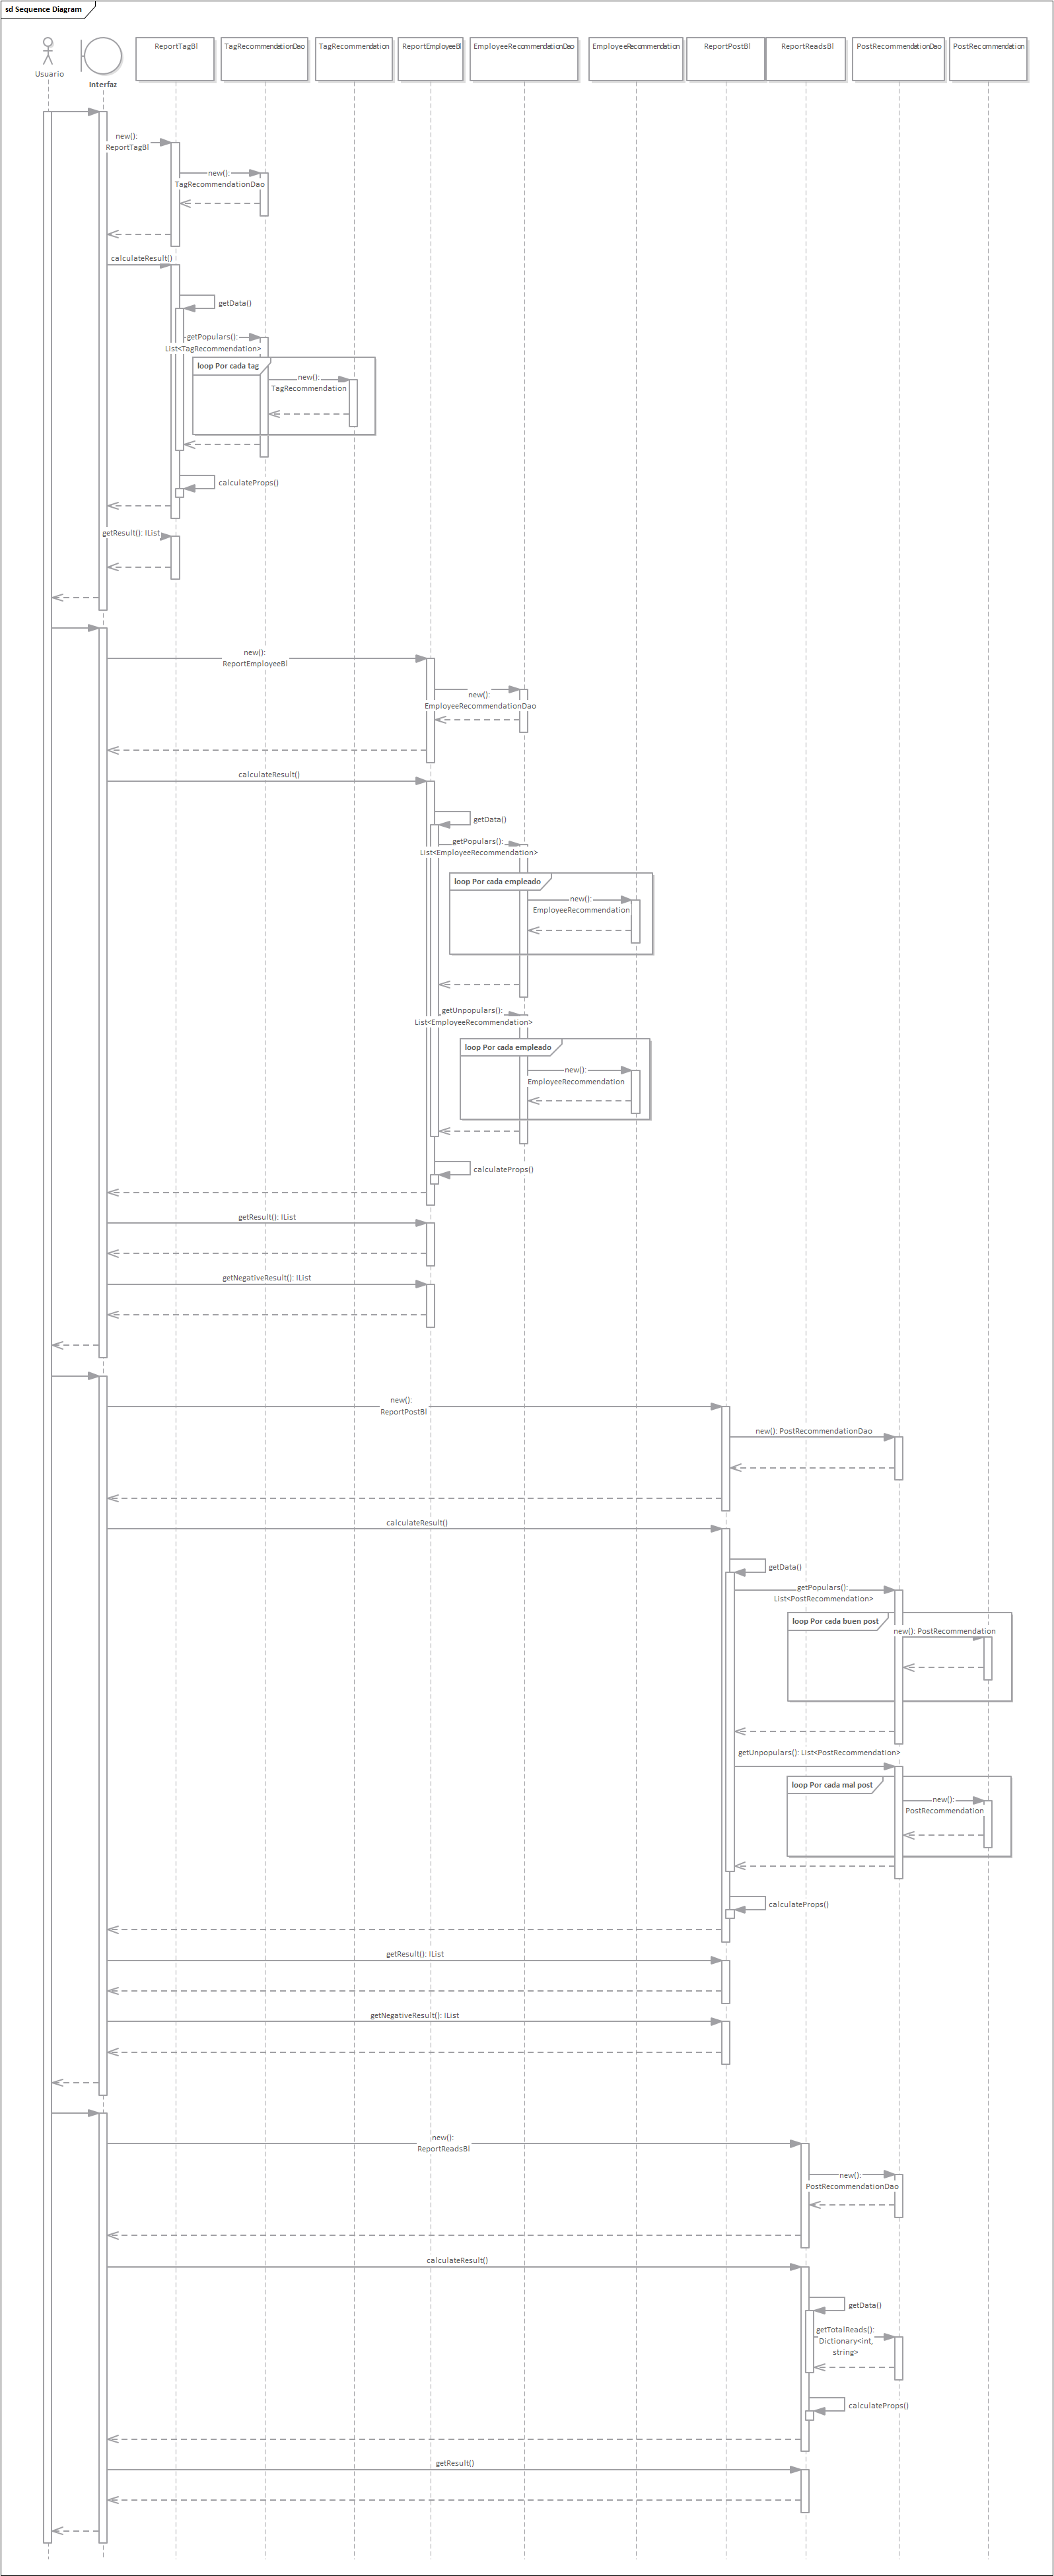 sd Sequence Diagram
Usuario
Interfaz
ReportTagBl
TagRecommendationDao
TagRecommendation
ReportEmployeeBl
EmployeeRecommendationDao
EmployeeRecommendation
ReportPostBl
ReportReadsBl
PostRecommendationDao
PostRecommendation
new():
ReportTagBl
new():
TagRecommendationDao
calculateResult()
getData()
getPopulars():
List<TagRecommendation>
loop Por cada tag
new():
TagRecommendation
calculateProps()
getResult(): IList
new():
ReportEmployeeBl
new():
EmployeeRecommendationDao
calculateResult()
getData()
getPopulars():
List<EmployeeRecommendation>
loop Por cada empleado
new():
EmployeeRecommendation
getUnpopulars():
List<EmployeeRecommendation>
loop Por cada empleado
new():
EmployeeRecommendation
calculateProps()
getResult(): IList
getNegativeResult(): IList
new():
ReportPostBl
new(): PostRecommendationDao
calculateResult()
getData()
getPopulars():
List<PostRecommendation>
loop Por cada buen post
new(): PostRecommendation
getUnpopulars(): List<PostRecommendation>
loop Por cada mal post
new():
PostRecommendation
calculateProps()
getResult(): IList
getNegativeResult(): IList
new():
ReportReadsBl
new():
PostRecommendationDao
calculateResult()
getData()
getTotalReads():
Dictionary<int,
string>
calculateProps()
getResult()